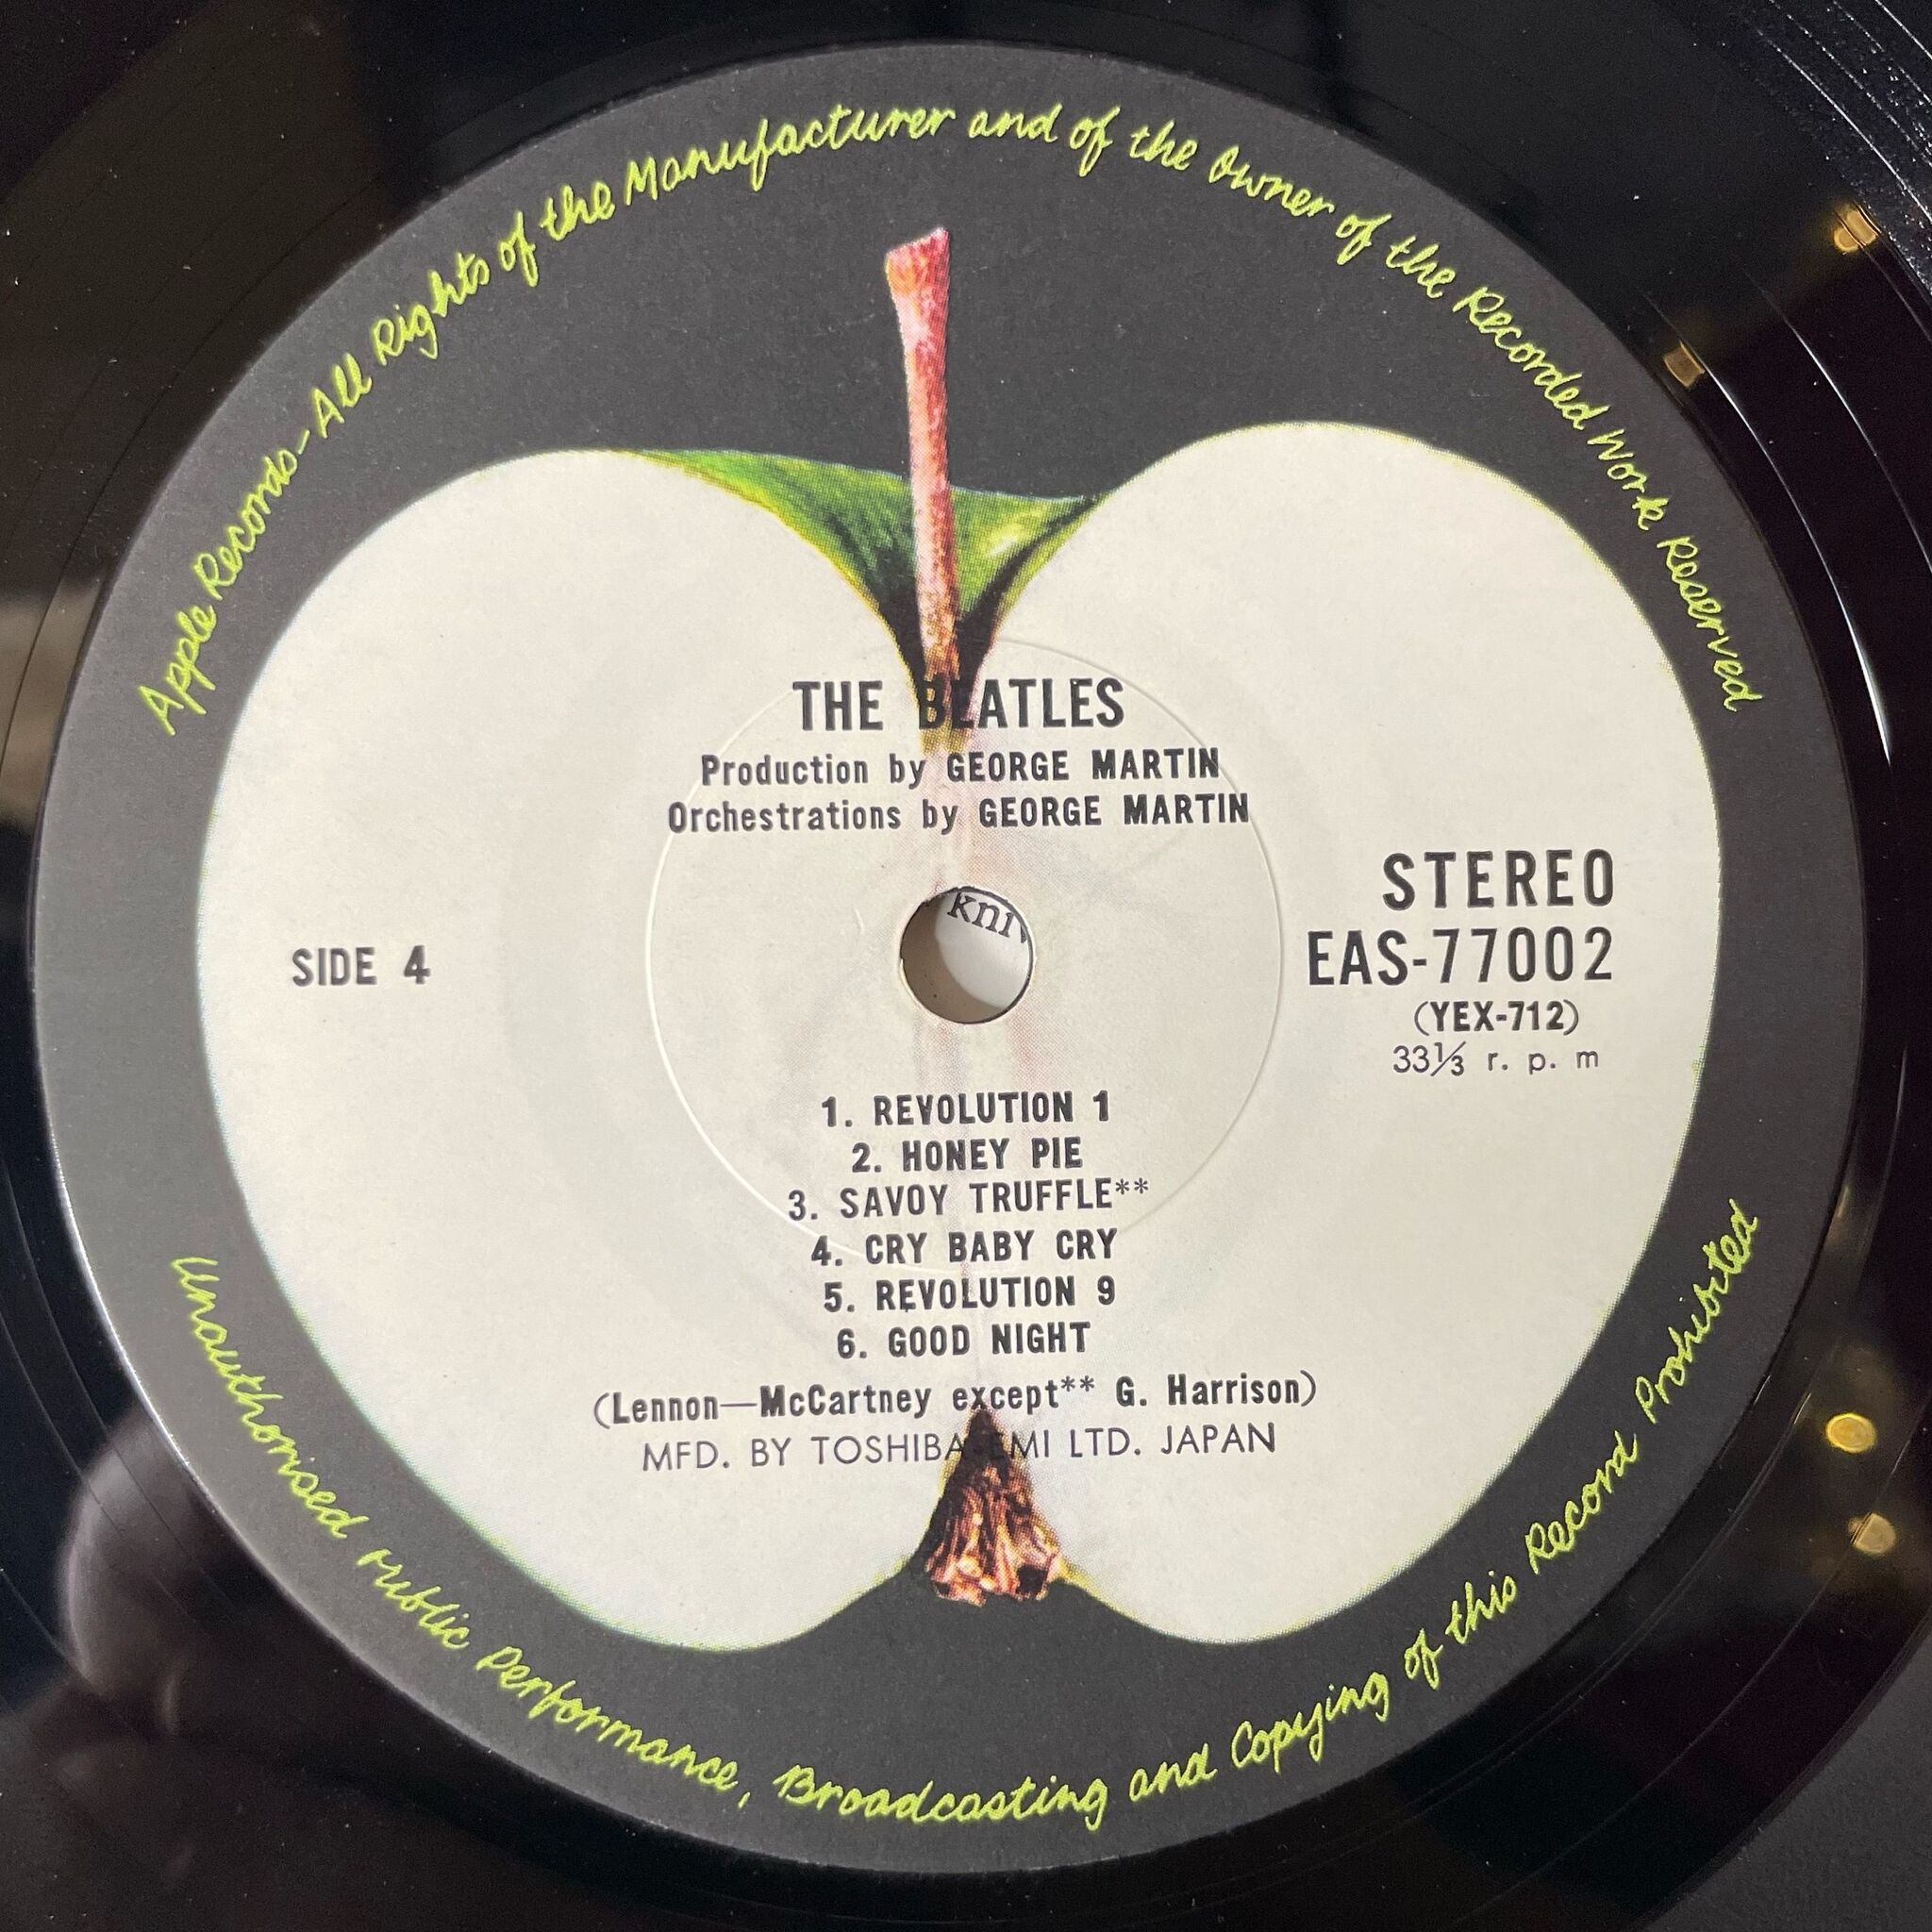 Apple Records-All Rights of the Manufacturer and of the Owner of the Recorded Work Reserved
THE BEATLES
Production by GEORGE MARTIN
Orchestrations by GEORGE MARTIN
STEREO
EAS-77002
(YEX-712)
33⅓ r. p. m
SIDE 4
1. REVOLUTION 1
2. HONEY PIE
3. SAVOY TRUFFLE**
4. CRY BABY CRY
5. REVOLUTION 9
6. GOOD NIGHT
(Lennon—McCartney except** G. Harrison)
MFD. BY TOSHIBA-EMI LTD. JAPAN
Unauthorised Public Performance, Broadcasting and Copying of this Record Prohibited